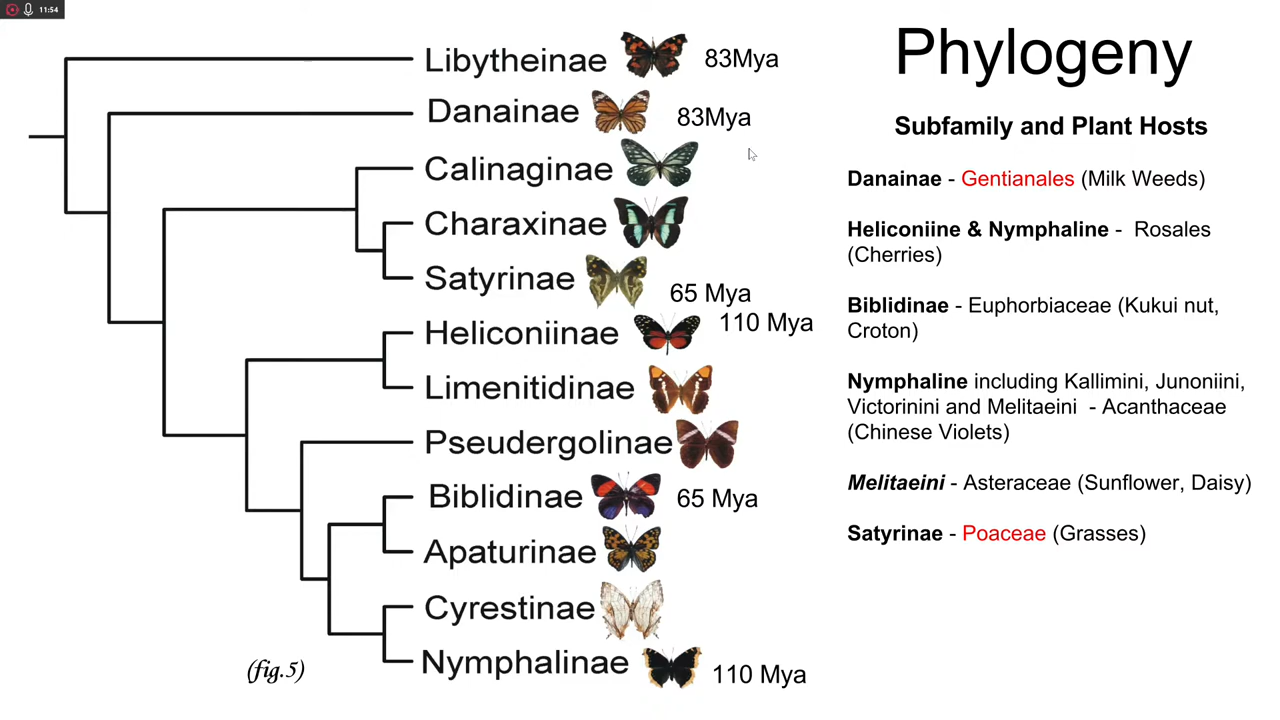 11:54
Libytheinae 83Mya
Danainae 83Mya
Calinaginae
Charaxinae
Satyrinae 65 Mya
Heliconiinae 110 Mya
Limenitidinae
Pseudergolinae
Biblidinae 65 Mya
Apaturinae
Cyrestinae
Nymphalinae 110 Mya
(fig.5)
Phylogeny
Subfamily and Plant Hosts
Danainae - Gentianales (Milk Weeds)
Heliconiine & Nymphaline - Rosales
(Cherries)
Biblidinae - Euphorbiaceae (Kukui nut,
Croton)
Nymphaline including Kallimini, Junoniini,
Victorinini and Melitaeini - Acanthaceae
(Chinese Violets)
Melitaeini - Asteraceae (Sunflower, Daisy)
Satyrinae - Poaceae (Grasses)